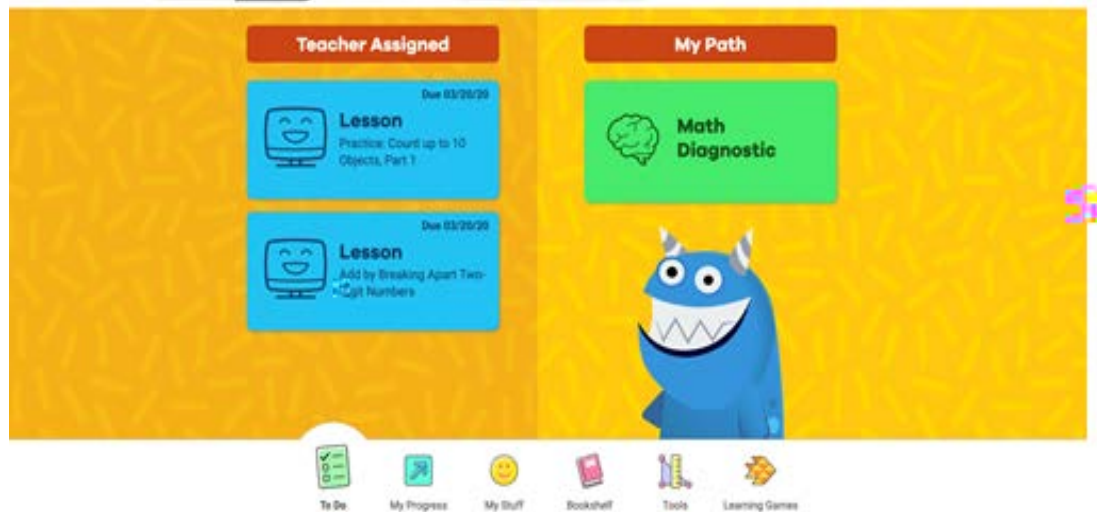 Teacher Assigned
Due 03/20/20
Lesson
Practice: Count up to 10
Objects, Part 1
Due 03/20/20
Lesson
Add by Breaking Apart Two-
Numbers
My Path
Math
Diagnostic
To Do
My Progress
My Stuff
Bookshelf
Tools
Learning Games